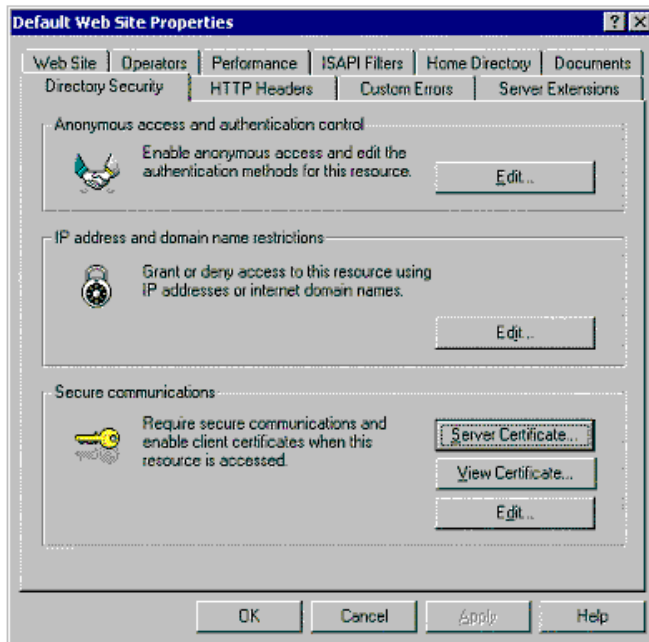 Default Web Site Properties
Web Site Operators Performance ISAPI Filters Home Directory Documents
Directory Security HTTP Headers Custom Errors Server Extensions
Anonymous access and authentication control
Enable anonymous access and edit the
authentication methods for this resource.
Edit...
IP address and domain name restrictions
Grant or deny access to this resource using
IP addresses or internet domain names.
Edit...
Secure communications
Require secure communications and
enable client certificates when this
resource is accessed.
Server Certificate...
View Certificate...
Edit...
OK Cancel Apply Help